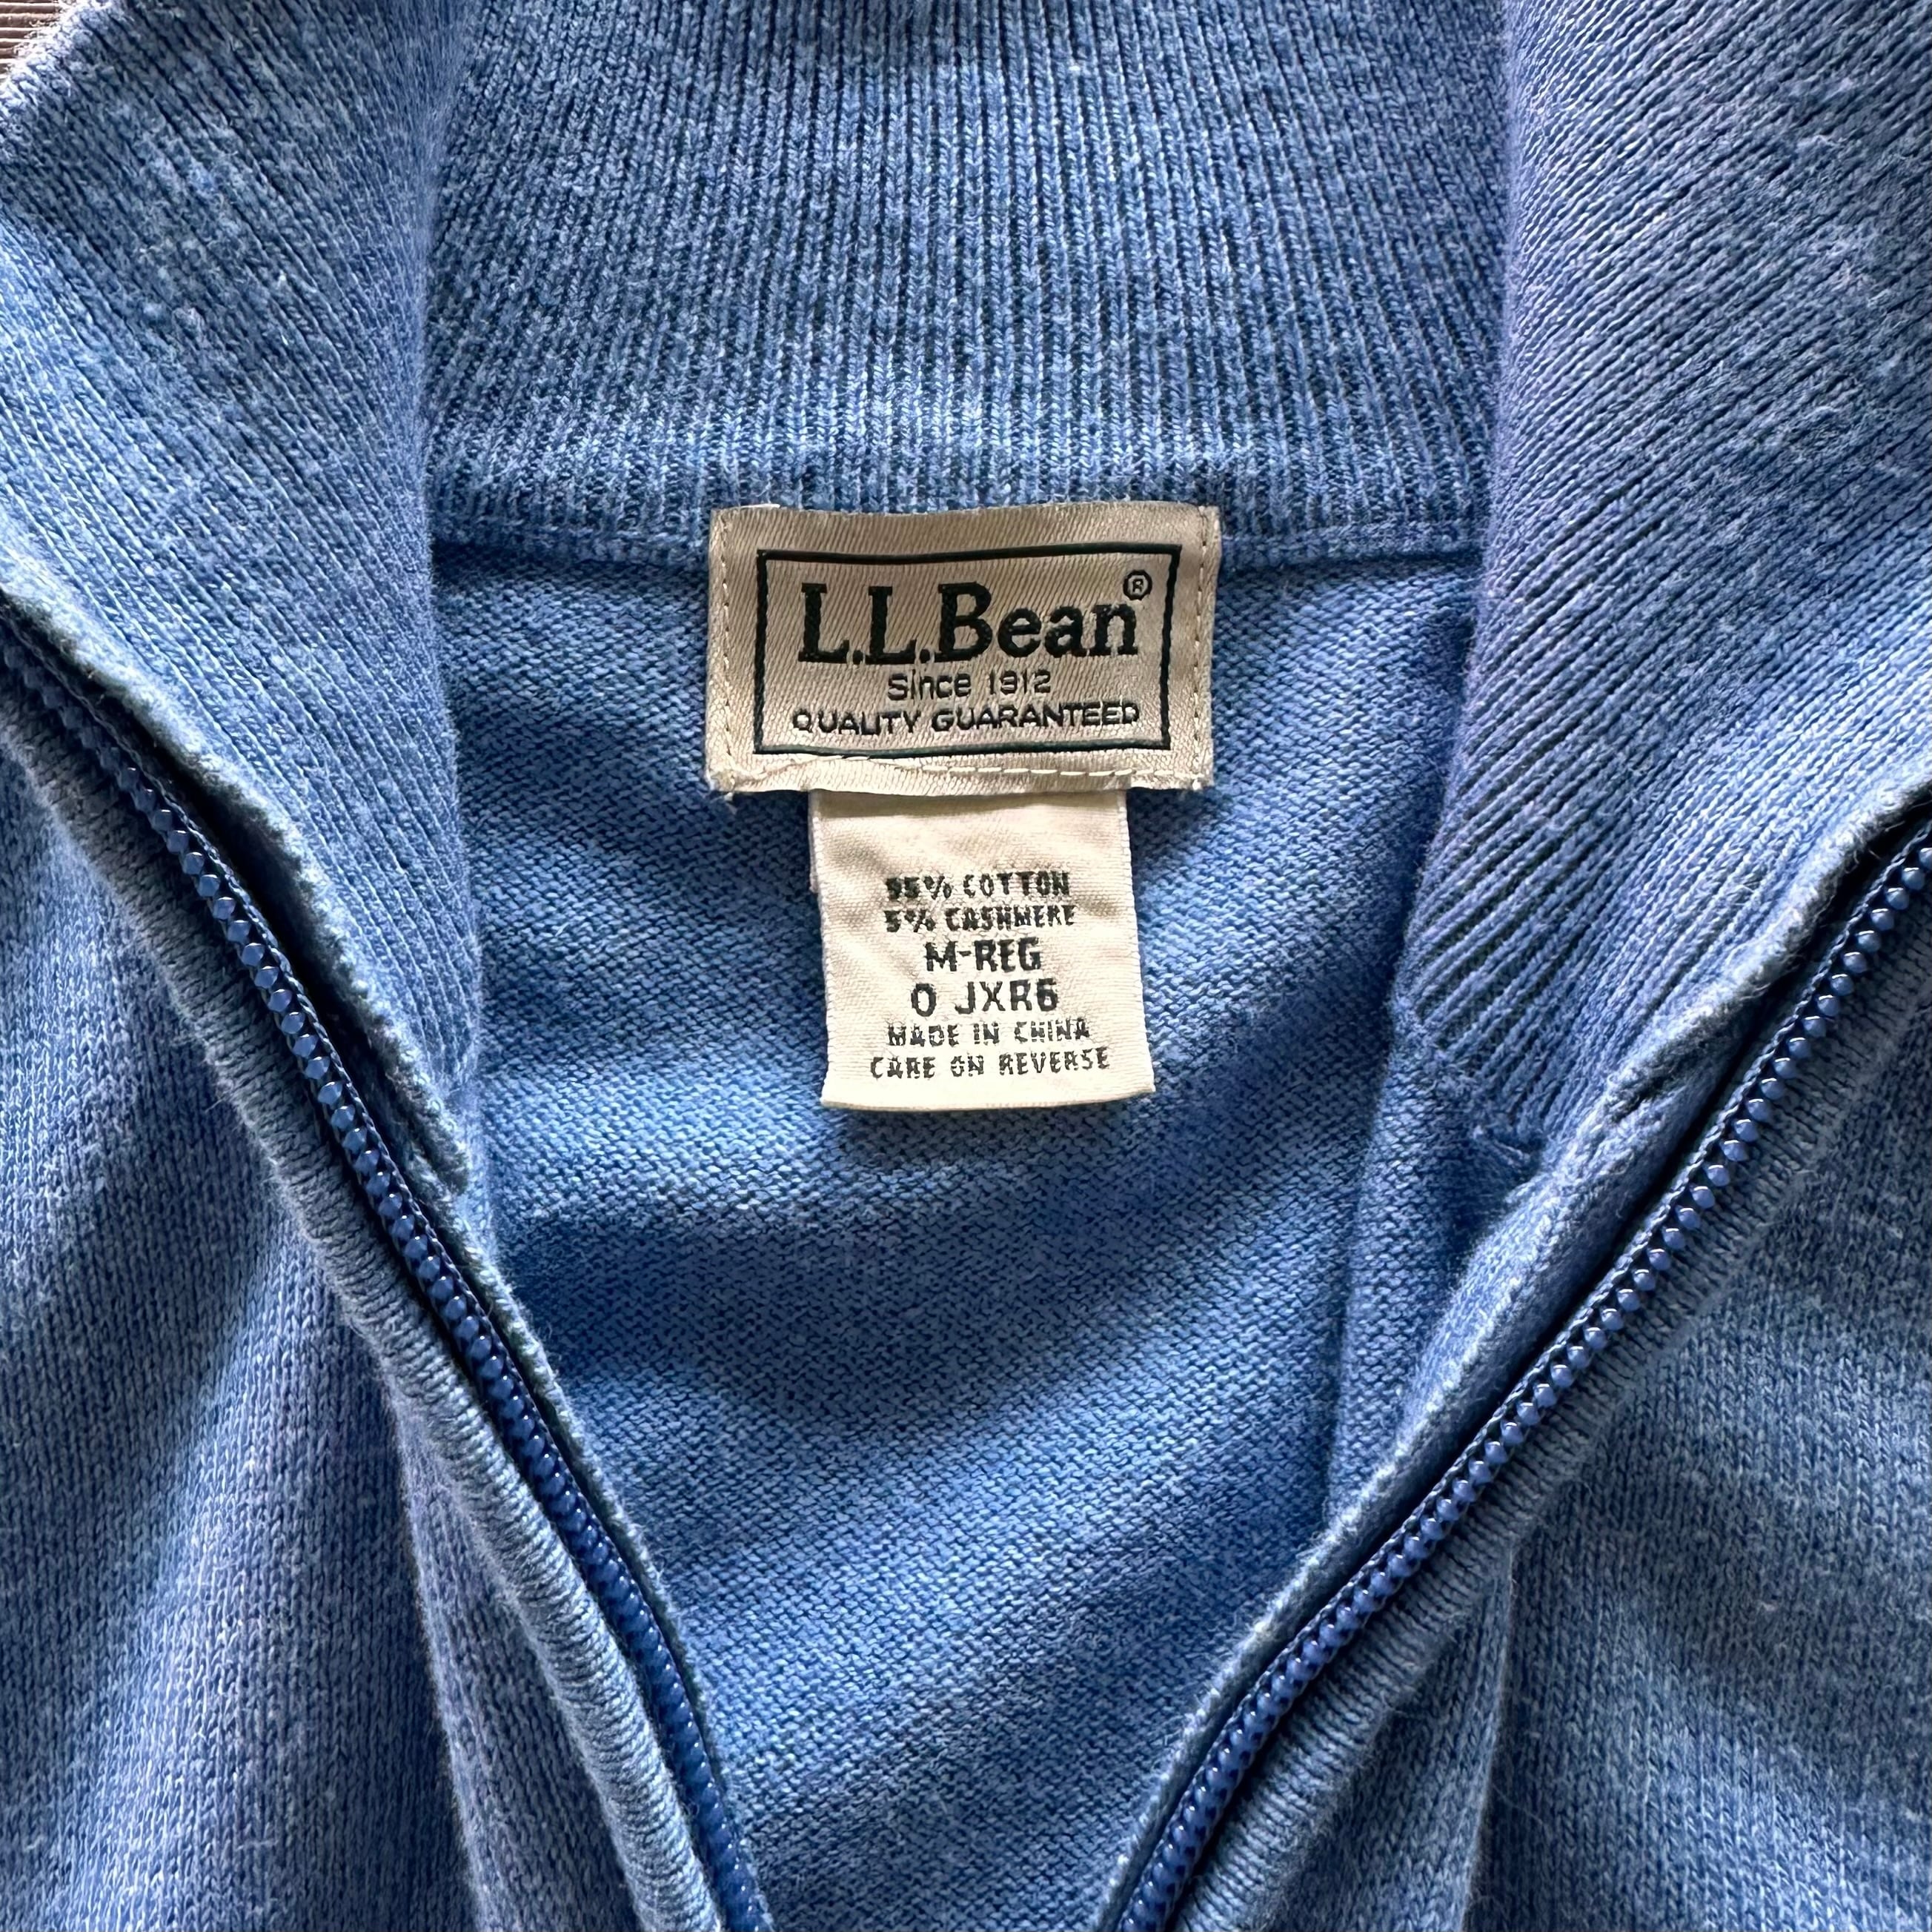 L.L.Bean®
Since 1912
QUALITY GUARANTEED
95% COTTON
5% CASHMERE
M-REG
0 JXR6
MADE IN CHINA
CARE ON REVERSE